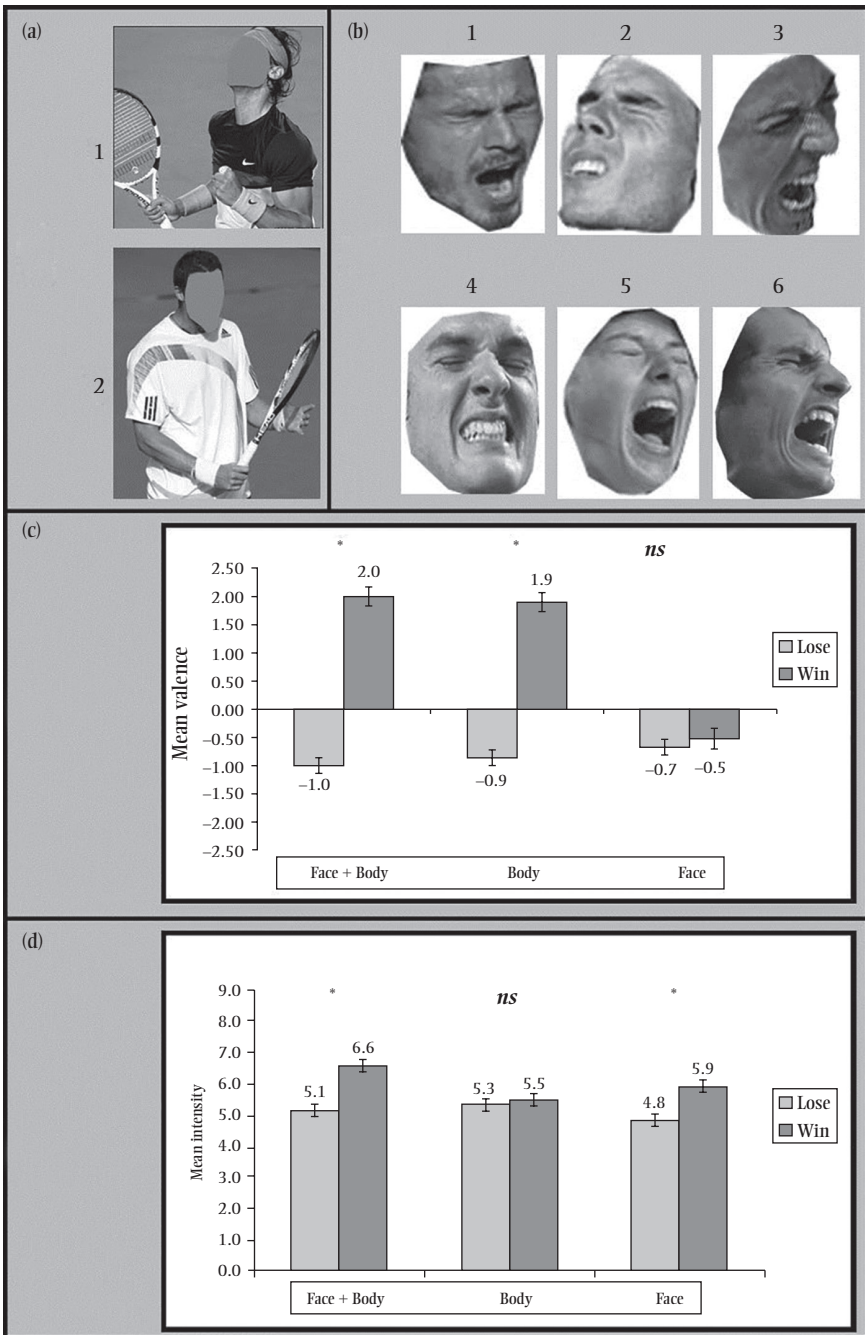 (a)
1
2
(b)
1 2 3
4 5 6
(c)
* * ns
Mean valence
2.50
2.00
1.50
1.00
0.50
0.00
–0.50
–1.00
–1.50
–2.00
–2.50
2.0
–1.0
1.9
–0.9
–0.7
–0.5
Lose
Win
Face + Body Body Face
(d)
* ns *
Mean intensity
9.0
8.0
7.0
6.0
5.0
4.0
3.0
2.0
1.0
0.0
5.1
6.6
5.3
5.5
4.8
5.9
Lose
Win
Face + Body Body Face